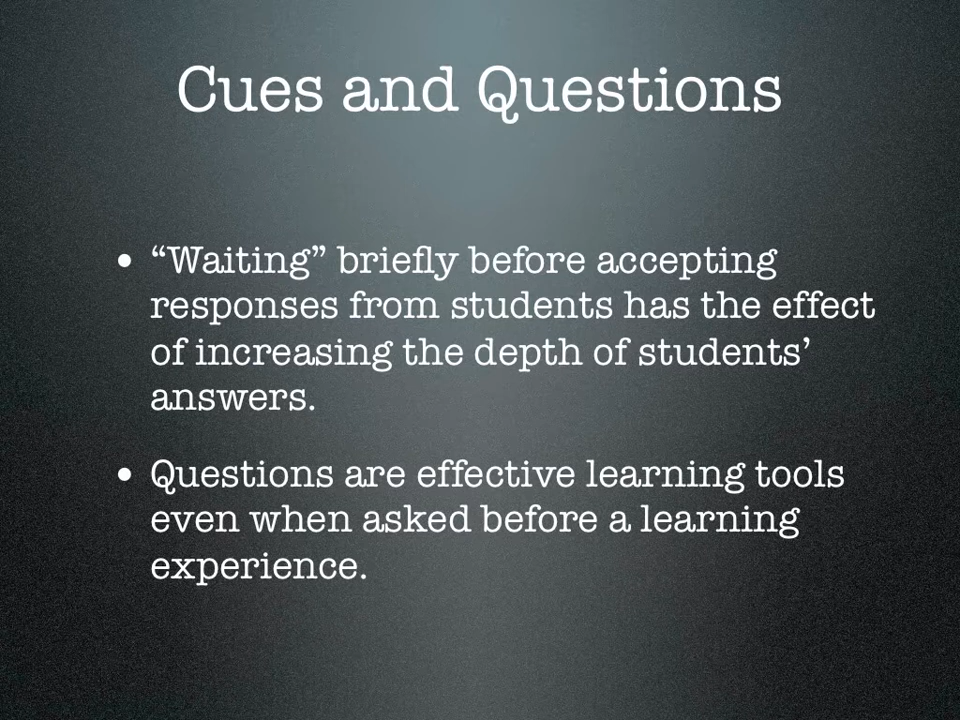 Cues and Questions
• “Waiting” briefly before accepting
responses from students has the effect
of increasing the depth of students’
answers.
• Questions are effective learning tools
even when asked before a learning
experience.